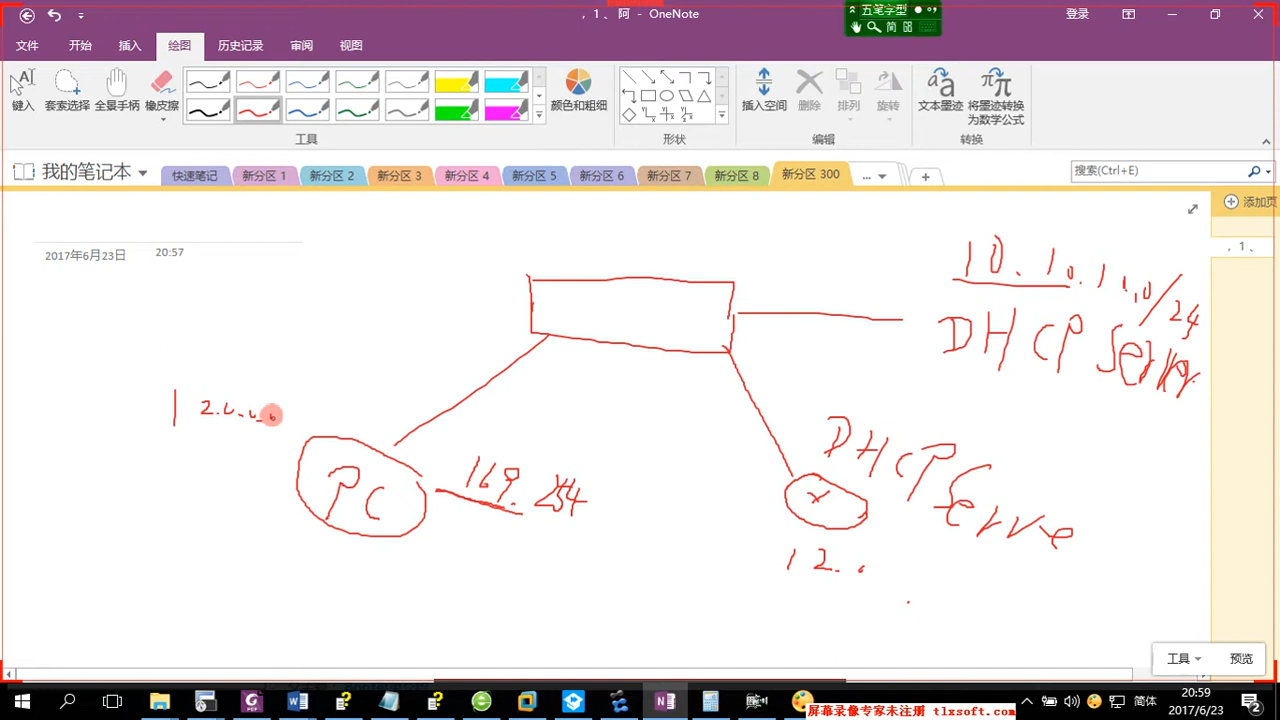 , 1、阿 - OneNote
五笔字型
简
登录
文件 开始 插入 绘图 历史记录 审阅 视图
键入 套索选择 全景手柄 橡皮擦 颜色和粗细 插入空间 删除 排列 旋转 文本墨迹 将墨迹转换为数学公式
工具 形状 编辑 转换
我的笔记本 快速笔记 新分区 1 新分区 2 新分区 3 新分区 4 新分区 5 新分区 6 新分区 7 新分区 8 新分区 300 ... 搜索(Ctrl+E)
添加页
2017年6月23日 20:57
, 1、
DHCP Server
PC
169.254
DHCP Serve
12.
工具 预览
简体
20:59
2017/6/23
屏幕录像专家未注册 tlxsoft.com